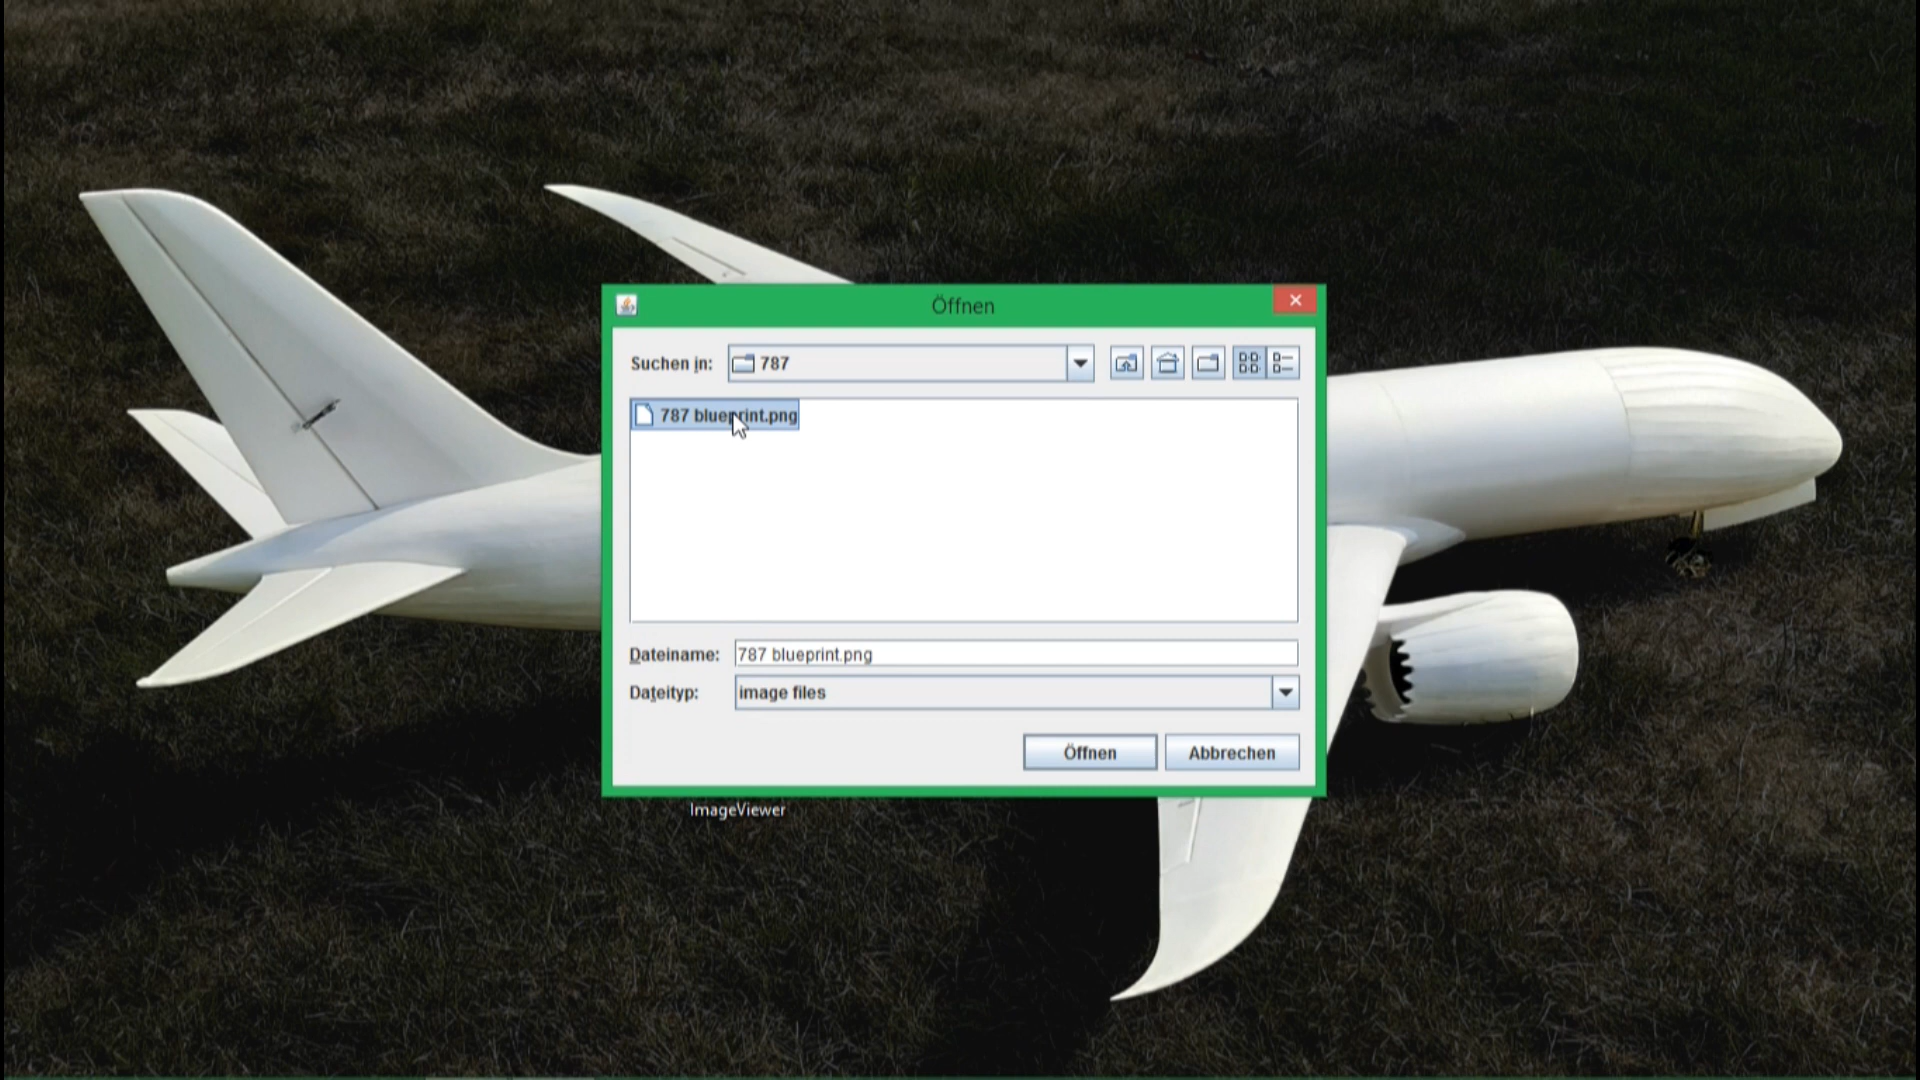 Öffnen
Suchen in: 787
787 blueprint.png
Dateiname: 787 blueprint.png
Dateityp: image files
Öffnen Abbrechen
ImageViewer